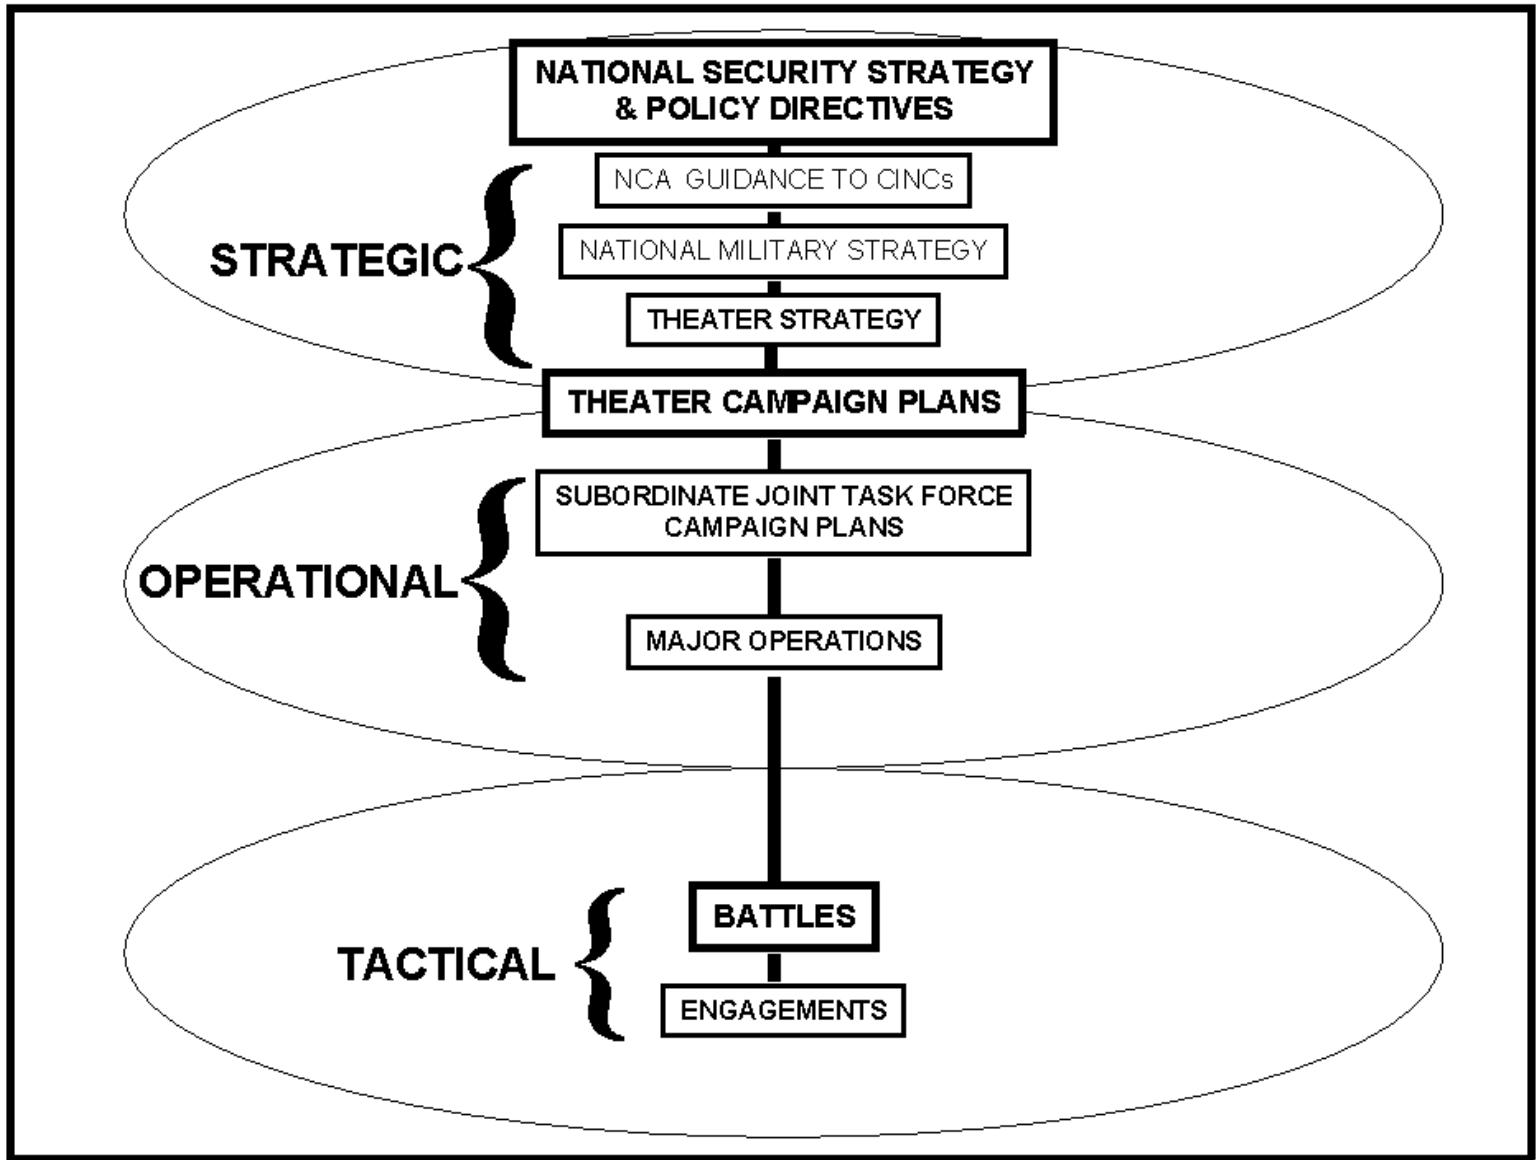 NATIONAL SECURITY STRATEGY
& POLICY DIRECTIVES
NCA GUIDANCE TO CINCs
STRATEGIC
NATIONAL MILITARY STRATEGY
THEATER STRATEGY
THEATER CAMPAIGN PLANS
SUBORDINATE JOINT TASK FORCE
CAMPAIGN PLANS
OPERATIONAL
MAJOR OPERATIONS
BATTLES
TACTICAL
ENGAGEMENTS